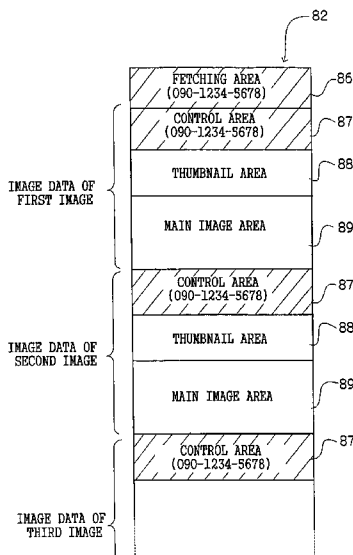 82
FETCHING AREA
(090-1234-5678)
86
CONTROL AREA
(090-1234-5678)
87
THUMBNAIL AREA
88
IMAGE DATA OF
FIRST IMAGE
MAIN IMAGE AREA
89
CONTROL AREA
(090-1234-5678)
87
THUMBNAIL AREA
88
IMAGE DATA OF
SECOND IMAGE
MAIN IMAGE AREA
89
CONTROL AREA
(090-1234-5678)
87
IMAGE DATA OF
THIRD IMAGE